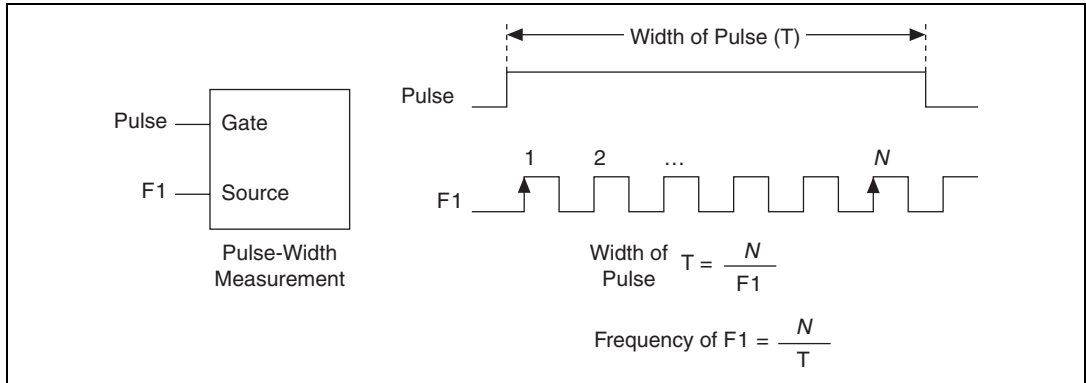 Width of Pulse (T)
Pulse
Pulse
Gate
1 2 … N
F1
Source
F1
Pulse-Width
Measurement
Width of
Pulse
T = N
F1
Frequency of F1 = N
T